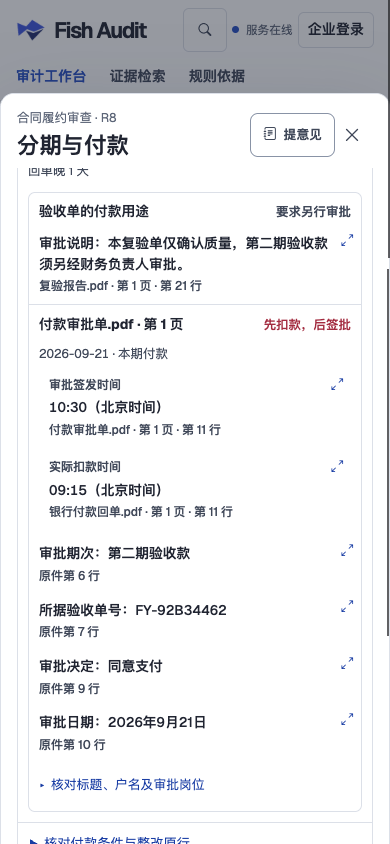 Fish Audit
服务在线
企业登录
审计工作台 证据检索 规则依据
合同履约审查 · R8
分期与付款
提意见
回单晚 1 天
验收单的付款用途
要求另行审批
审批说明：本复验单仅确认质量，第二期验收款
须另经财务负责人审批。
复验报告.pdf · 第 1 页 · 第 21 行
付款审批单.pdf · 第 1 页
先扣款，后签批
2026-09-21 · 本期付款
审批签发时间
10:30（北京时间）
付款审批单.pdf · 第 1 页 · 第 11 行
实际扣款时间
09:15（北京时间）
银行付款回单.pdf · 第 1 页 · 第 11 行
审批期次：第二期验收款
原件第 6 行
所据验收单号：FY-92B34462
原件第 7 行
审批决定：同意支付
原件第 9 行
审批日期：2026年9月21日
原件第 10 行
核对标题、户名及审批岗位
核对付款条件与整改原行